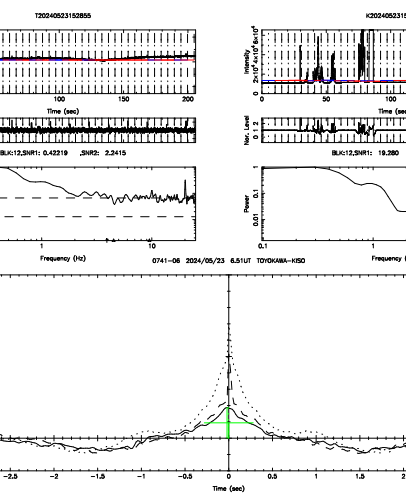 T20240523152855
K2024052315
100
150
200
Time (sec)
Intensity
0 2×10⁴ 4×10⁴ 6×10⁴ 8×10⁴
0
50
100
Time (sec)
Nor. Level
0 1 2
BLK:12,SNR1: 0.42219 ,SNR2: 2.2415
BLK:12,SNR1: 19.280
1
10
Frequency (Hz)
Power
1
0.1
0.01
0.1
1
Frequency (H
0741-06 2024/05/23 6.51UT TOYOKAWA-KISO
-2.5
-2
-1.5
-1
-0.5
0
0.5
1
1.5
2
Time (sec)